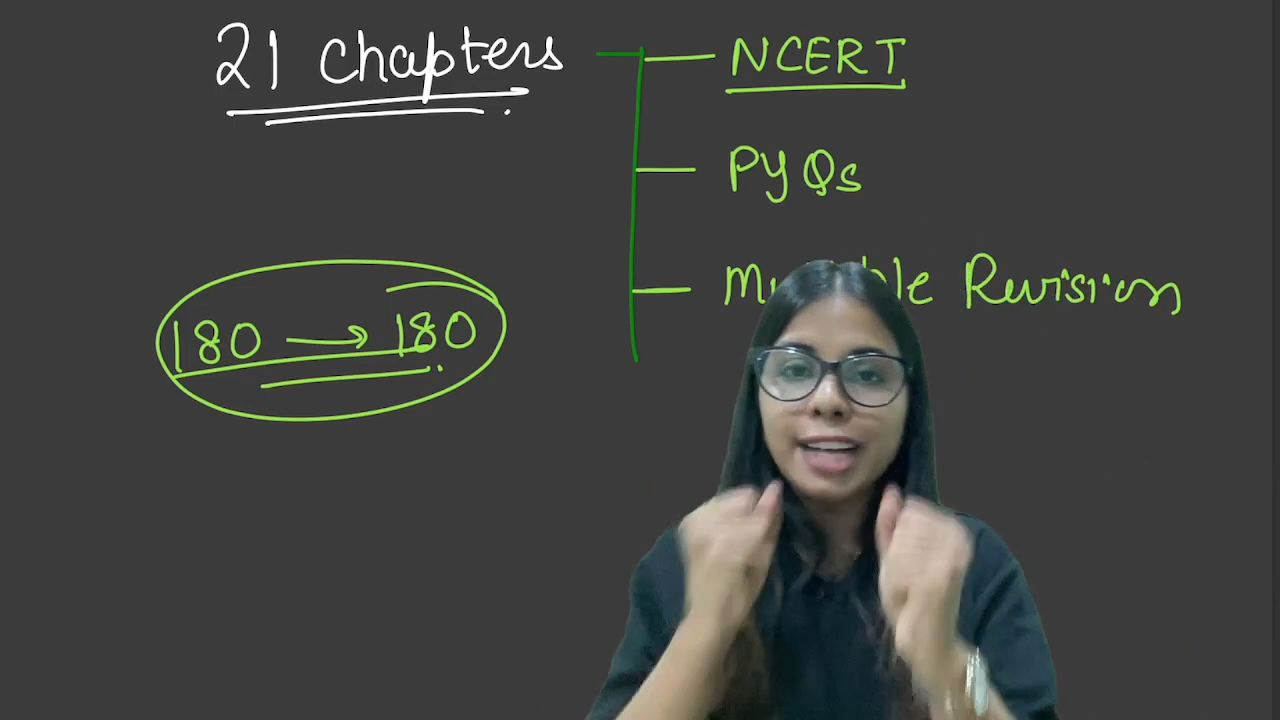 21 Chapters
NCERT
PYQs
Revision
180 → 180